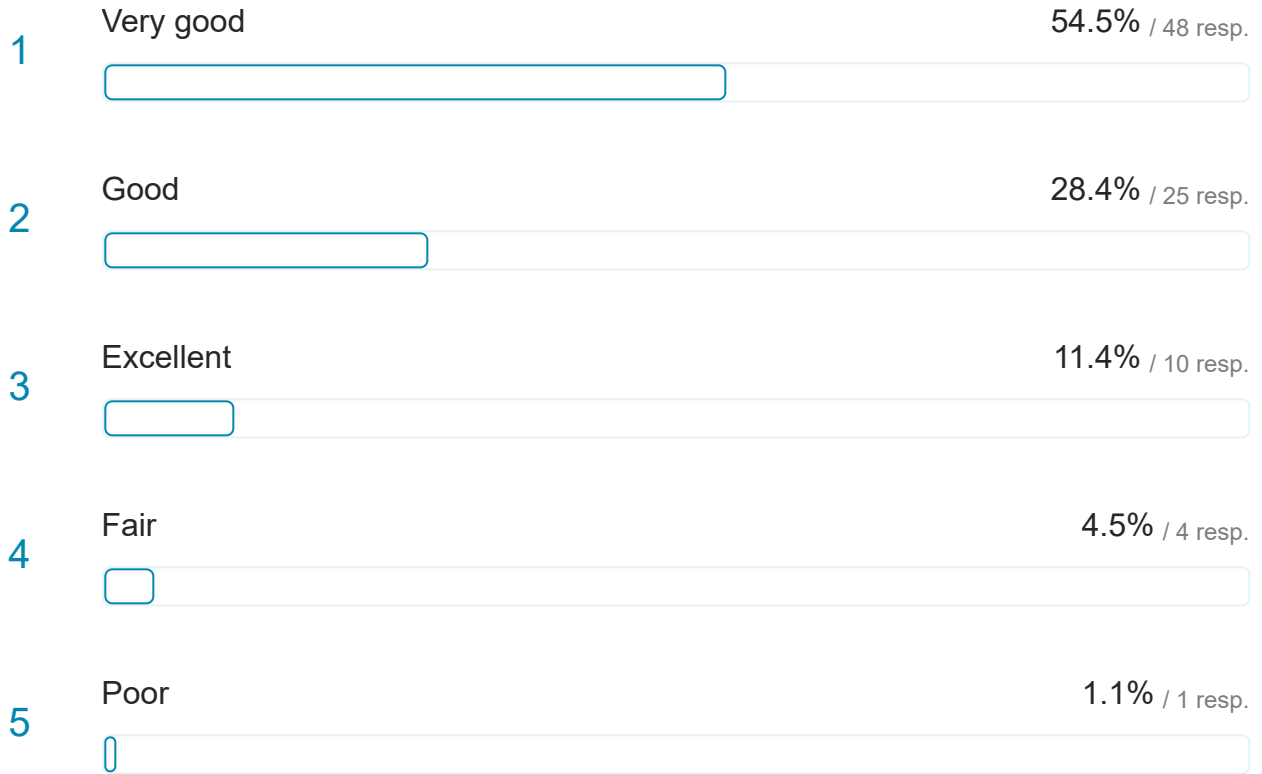 1 Very good 54.5% / 48 resp.
2 Good 28.4% / 25 resp.
3 Excellent 11.4% / 10 resp.
4 Fair 4.5% / 4 resp.
5 Poor 1.1% / 1 resp.